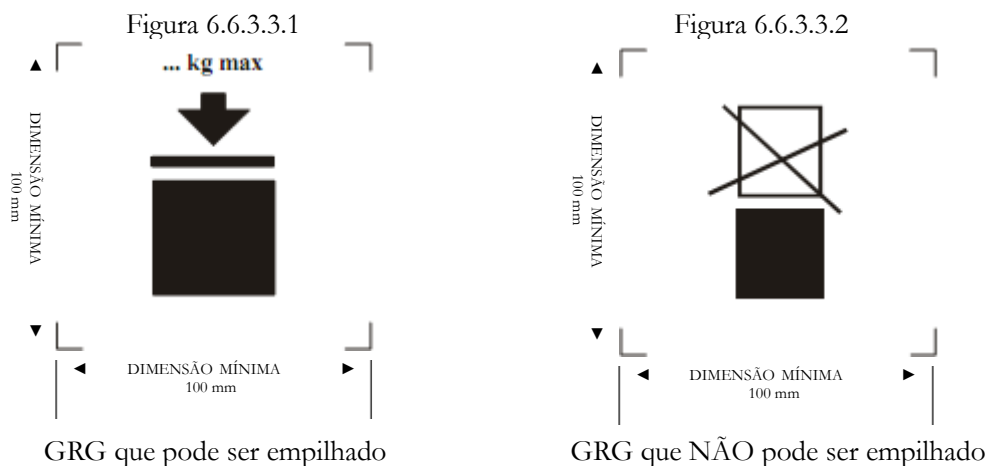 Figura 6.6.3.3.1
... kg max
DIMENSÃO MÍNIMA
100 mm
DIMENSÃO MÍNIMA
100 mm
GRG que pode ser empilhado
Figura 6.6.3.3.2
DIMENSÃO MÍNIMA
100 mm
DIMENSÃO MÍNIMA
100 mm
GRG que NÃO pode ser empilhado